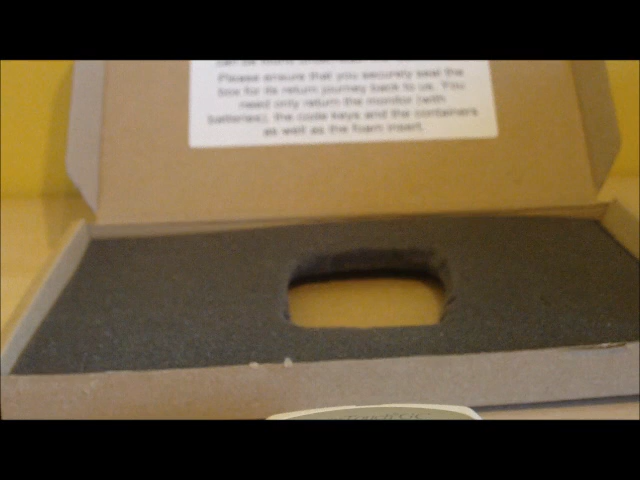 Please ensure that you securely seal the
box for its return journey back to us. You
need only return the monitor (with
batteries), the code keys and the containers
as well as the foam insert